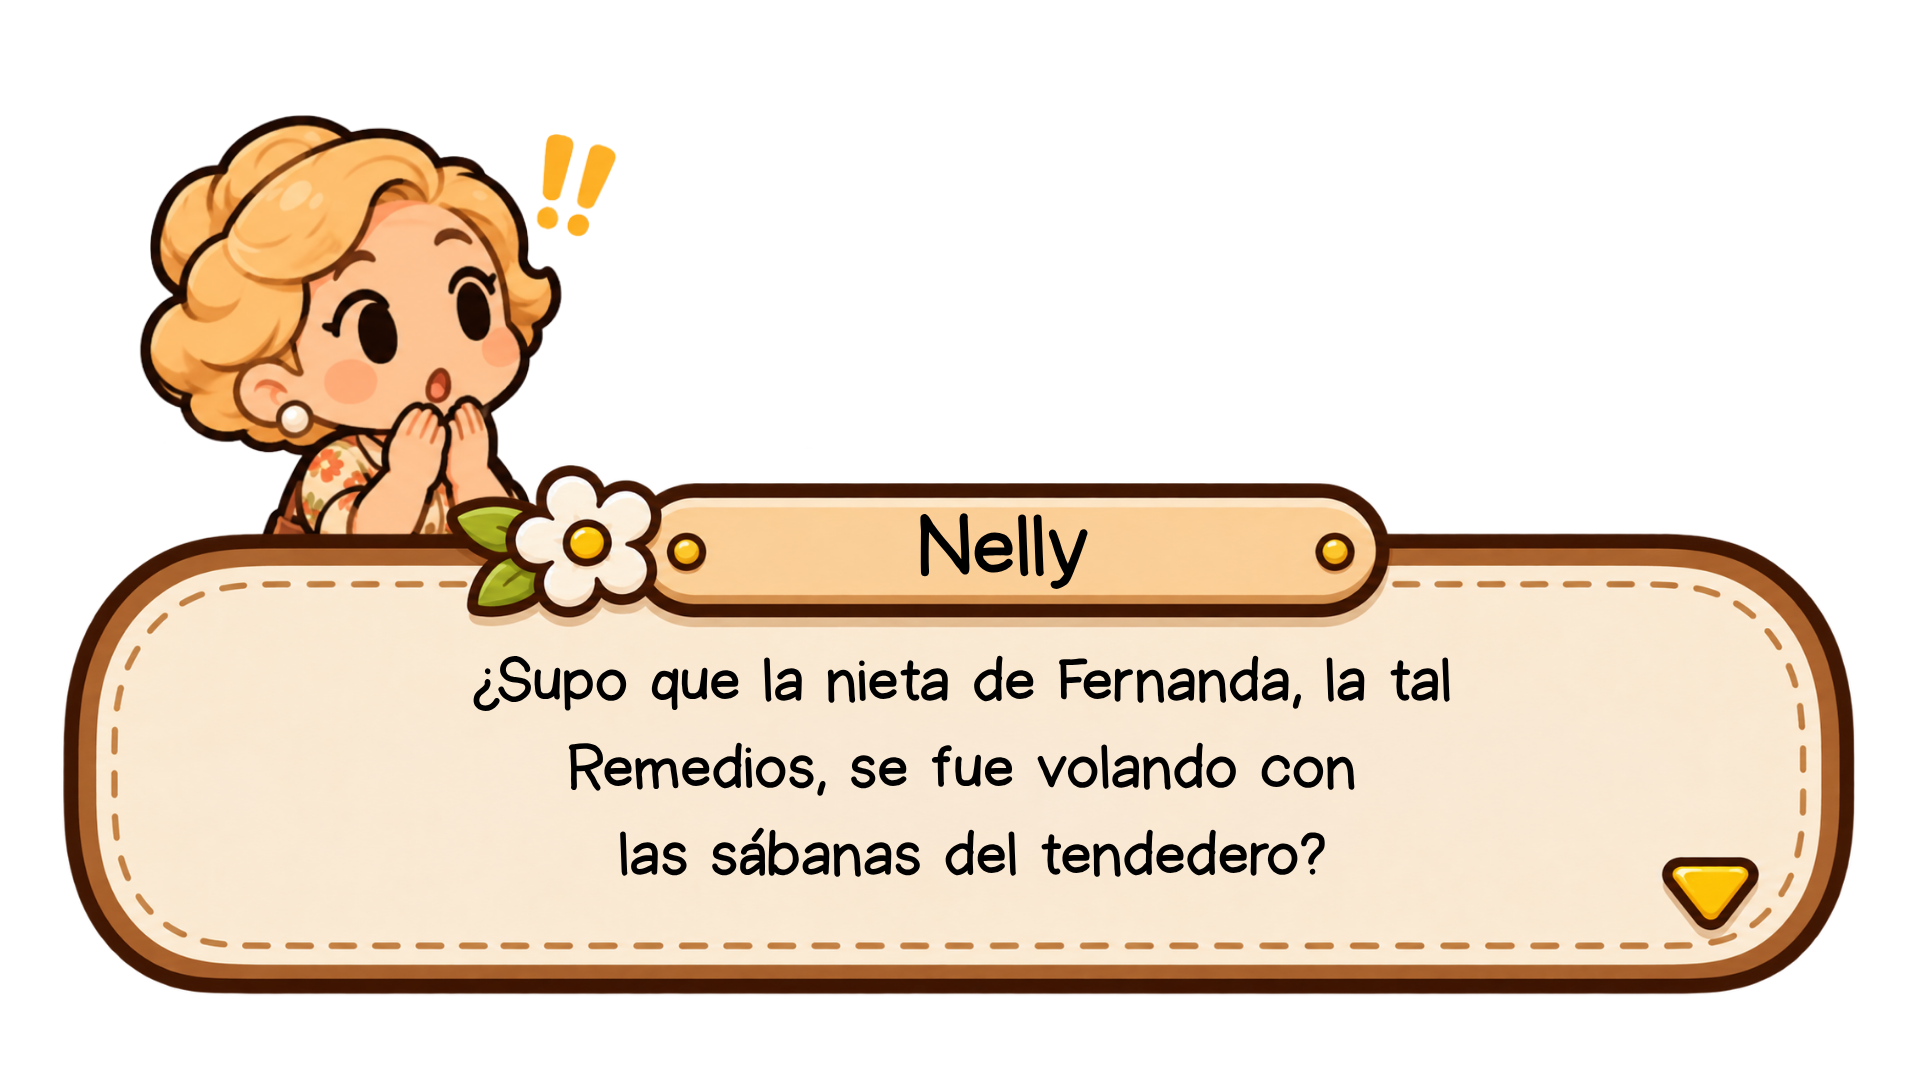 !!
Nelly
¿Supo que la nieta de Fernanda, la tal
Remedios, se fue volando con
las sábanas del tendedero?